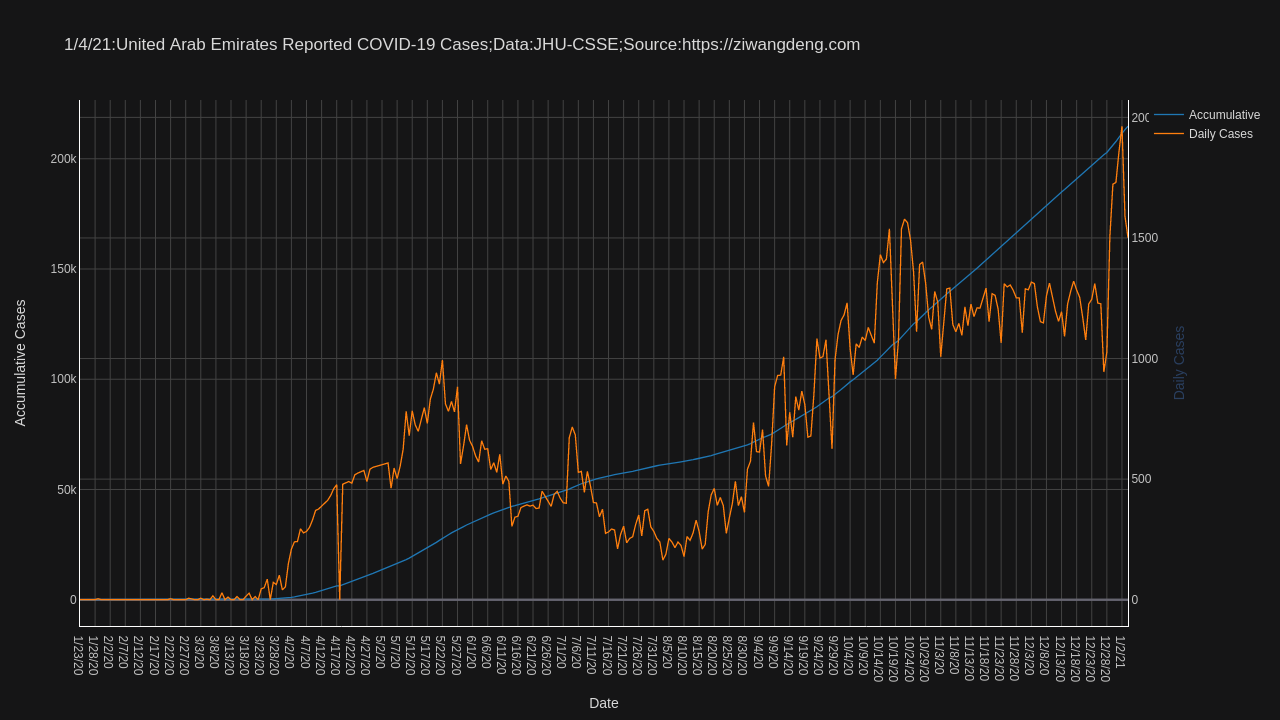 1/4/21:United Arab Emirates Reported COVID-19 Cases;Data:JHU-CSSE;Source:https://ziwangdeng.com
Accumulative
Daily Cases
200k
150k
100k
50k
0
Accumulative Cases
200
1500
1000
500
0
Daily Cases
1/23/20 1/28/20 2/2/20 2/7/20 2/12/20 2/17/20 2/22/20 2/27/20 3/3/20 3/8/20 3/13/20 3/18/20 3/23/20 3/28/20 4/2/20 4/7/20 4/12/20 4/17/20 4/22/20 4/27/20 5/2/20 5/7/20 5/12/20 5/17/20 5/22/20 5/27/20 6/1/20 6/6/20 6/11/20 6/16/20 6/21/20 6/26/20 7/1/20 7/6/20 7/11/20 7/16/20 7/21/20 7/26/20 7/31/20 8/5/20 8/10/20 8/15/20 8/20/20 8/25/20 8/30/20 9/4/20 9/9/20 9/14/20 9/19/20 9/24/20 9/29/20 10/4/20 10/9/20 10/14/20 10/19/20 10/24/20 10/29/20 11/3/20 11/8/20 11/13/20 11/18/20 11/23/20 11/28/20 12/3/20 12/8/20 12/13/20 12/18/20 12/23/20 12/28/20 1/2/21
Date